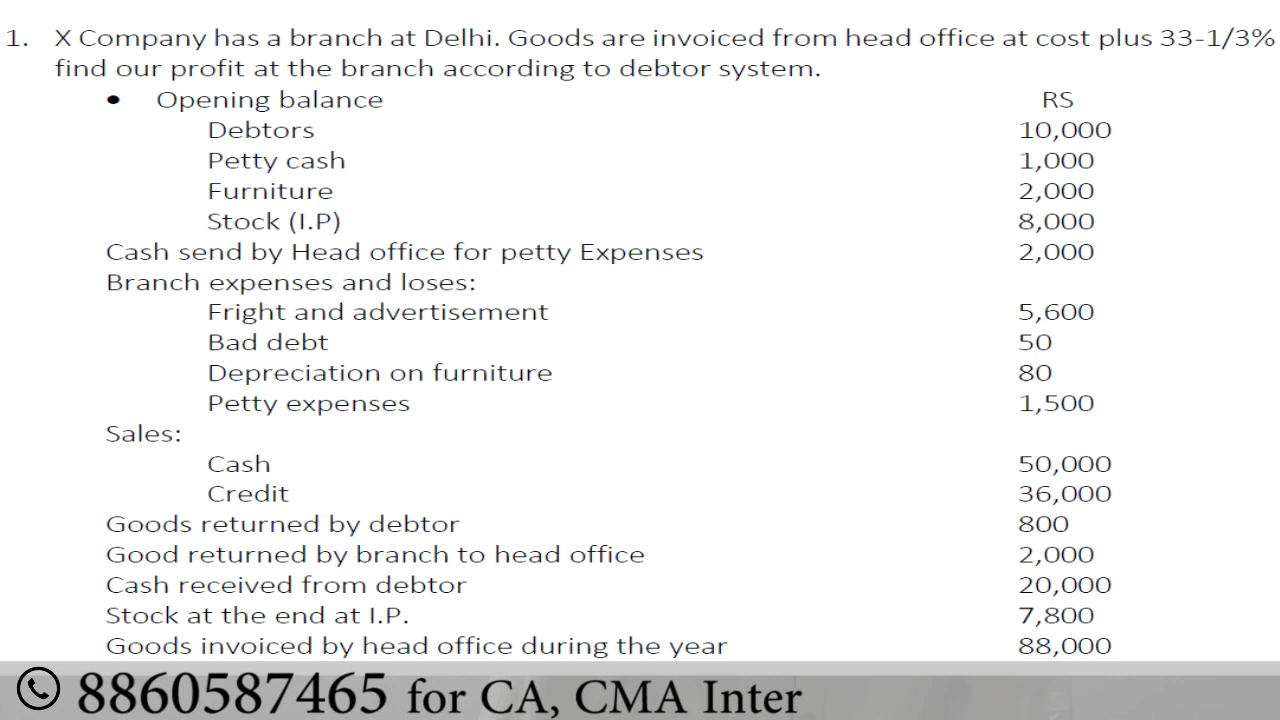 1. X Company has a branch at Delhi. Goods are invoiced from head office at cost plus 33-1/3%
find our profit at the branch according to debtor system.
• Opening balance RS
Debtors 10,000
Petty cash 1,000
Furniture 2,000
Stock (I.P) 8,000
Cash send by Head office for petty Expenses 2,000
Branch expenses and loses:
Fright and advertisement 5,600
Bad debt 50
Depreciation on furniture 80
Petty expenses 1,500
Sales:
Cash 50,000
Credit 36,000
Goods returned by debtor 800
Good returned by branch to head office 2,000
Cash received from debtor 20,000
Stock at the end at I.P. 7,800
Goods invoiced by head office during the year 88,000
8860587465 for CA, CMA Inter